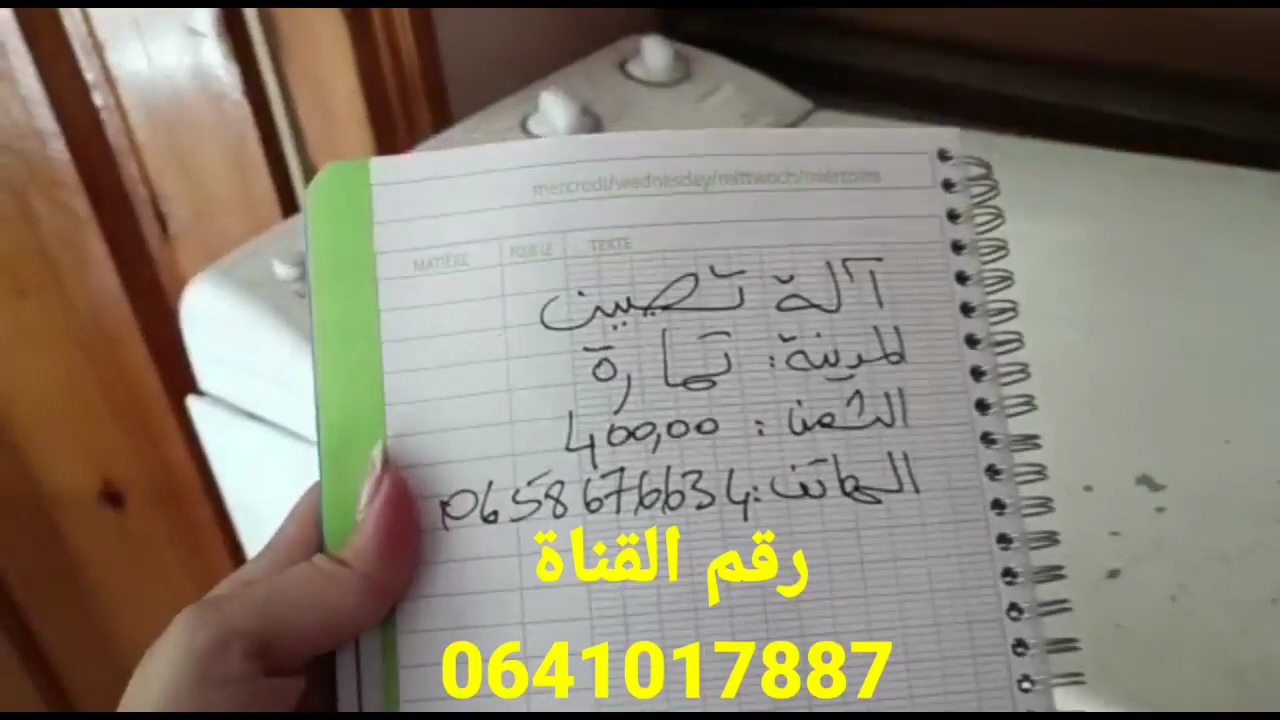 mercredi/wednesday/mittwoch/miércoles
MATIÈRE POUR LE TEXTE
آلة تصبين
المدينة: تمارة
الثمن: 400,00
الهاتف: 0658676634
رقم القناة
0641017887